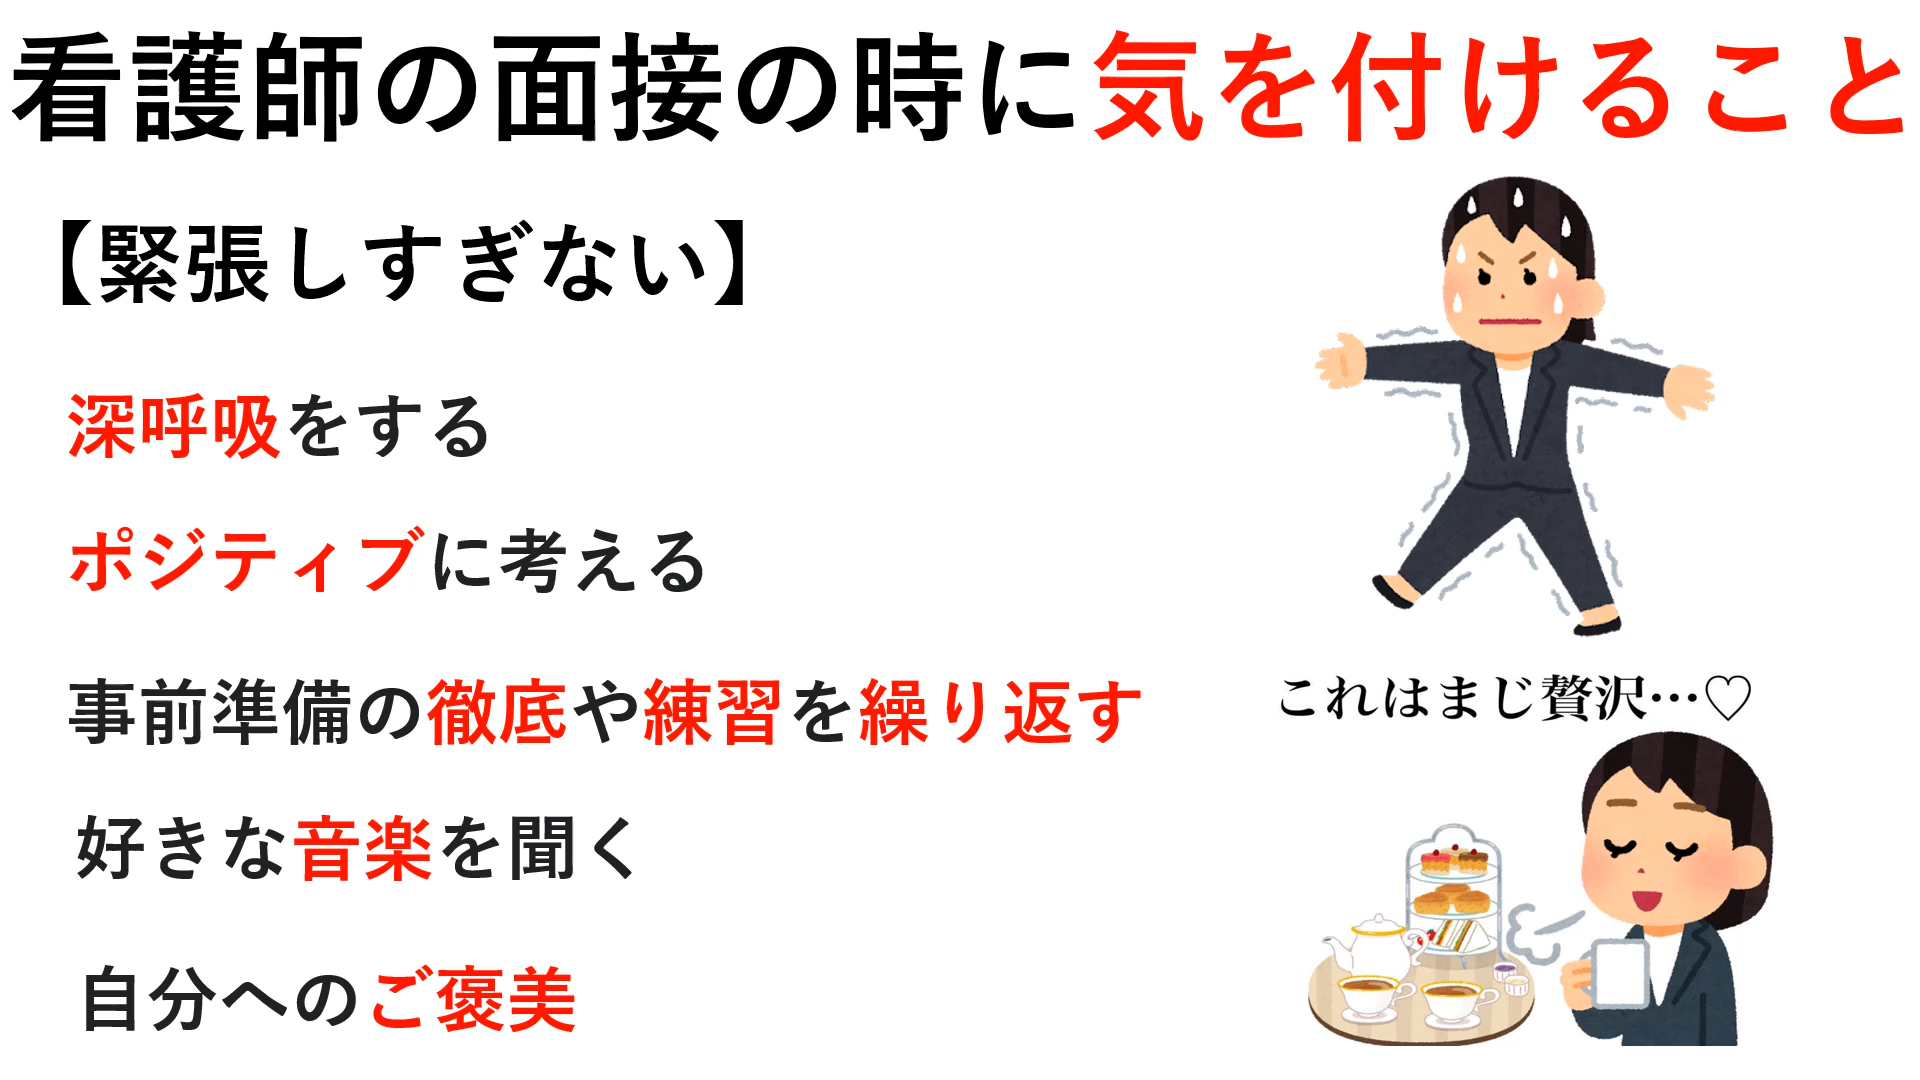 看護師の面接の時に気を付けること
【緊張しすぎない】
深呼吸をする
ポジティブに考える
事前準備の徹底や練習を繰り返す
好きな音楽を聞く
自分へのご褒美
これはまじ贅沢…♡